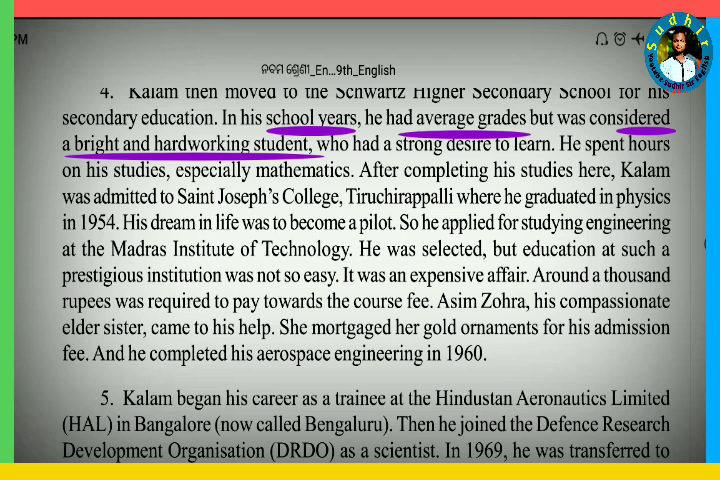 PM
Sudhir
Youtube Sudhir Sir English
ନବମ ଶ୍ରେଣୀ_En...9th_English
4. Kalam then moved to the Schwartz Higher Secondary School for his
secondary education. In his school years, he had average grades but was considered
a bright and hardworking student, who had a strong desire to learn. He spent hours
on his studies, especially mathematics. After completing his studies here, Kalam
was admitted to Saint Joseph's College, Tiruchirappalli where he graduated in physics
in 1954. His dream in life was to become a pilot. So he applied for studying engineering
at the Madras Institute of Technology. He was selected, but education at such a
prestigious institution was not so easy. It was an expensive affair. Around a thousand
rupees was required to pay towards the course fee. Asim Zohra, his compassionate
elder sister, came to his help. She mortgaged her gold ornaments for his admission
fee. And he completed his aerospace engineering in 1960.
5. Kalam began his career as a trainee at the Hindustan Aeronautics Limited
(HAL) in Bangalore (now called Bengaluru). Then he joined the Defence Research
Development Organisation (DRDO) as a scientist. In 1969, he was transferred to